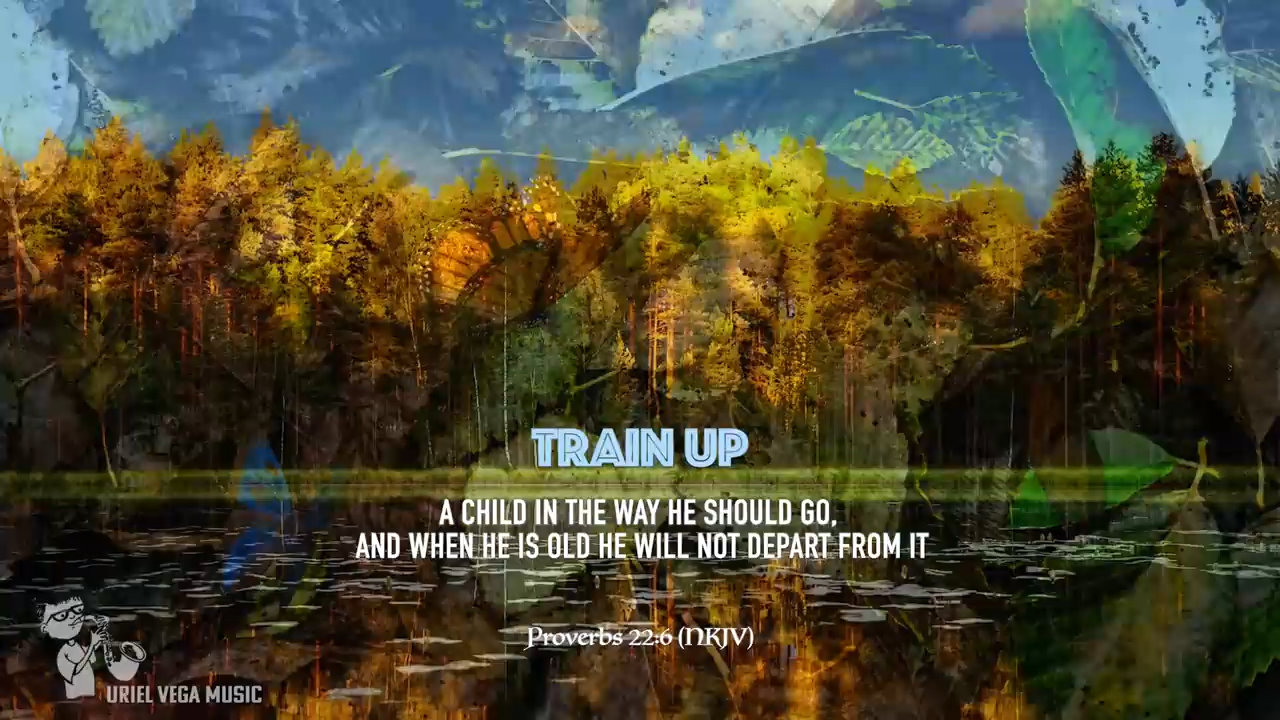 TRAIN UP
A CHILD IN THE WAY HE SHOULD GO,
AND WHEN HE IS OLD HE WILL NOT DEPART FROM IT
Proverbs 22:6 (NKJV)
URIEL VEGA MUSIC